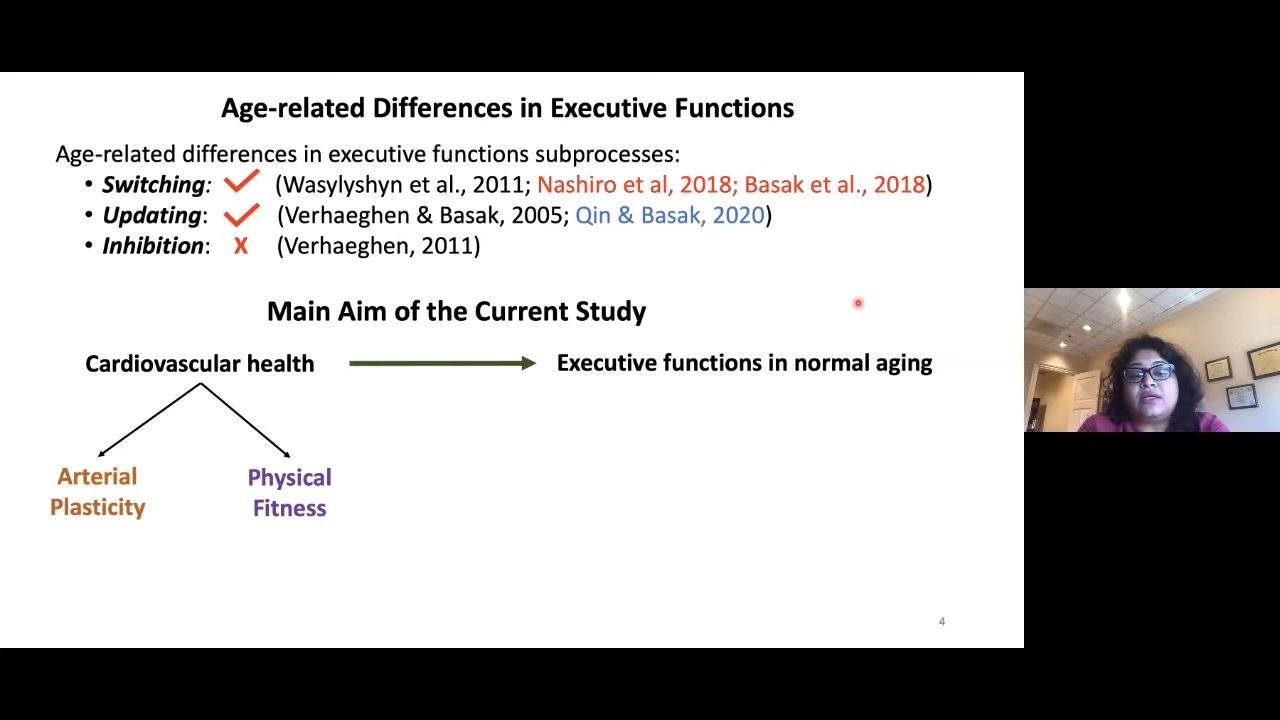 Age-related Differences in Executive Functions
Age-related differences in executive functions subprocesses:
• Switching: ✓ (Wasylyshyn et al., 2011; Nashiro et al, 2018; Basak et al., 2018)
• Updating: ✓ (Verhaeghen & Basak, 2005; Qin & Basak, 2020)
• Inhibition: X (Verhaeghen, 2011)
Main Aim of the Current Study
Cardiovascular health
Executive functions in normal aging
Arterial
Plasticity
Physical
Fitness
4